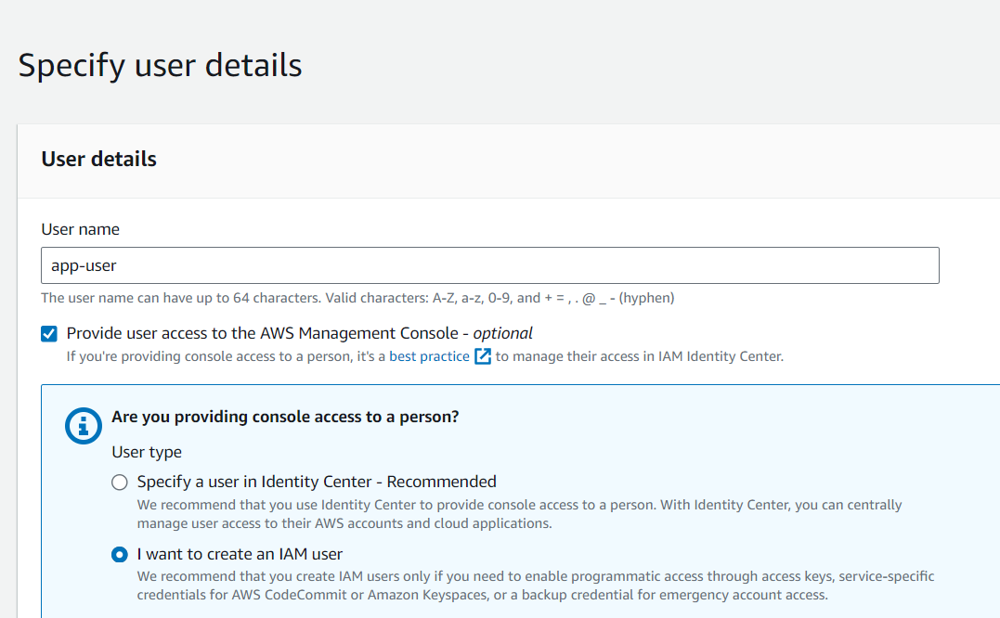 Specify user details
User details
User name
app-user
The user name can have up to 64 characters. Valid characters: A-Z, a-z, 0-9, and + = , . @ _ - (hyphen)
Provide user access to the AWS Management Console - optional
If you're providing console access to a person, it's a best practice to manage their access in IAM Identity Center.
Are you providing console access to a person?
User type
Specify a user in Identity Center - Recommended
We recommend that you use Identity Center to provide console access to a person. With Identity Center, you can centrally
manage user access to their AWS accounts and cloud applications.
I want to create an IAM user
We recommend that you create IAM users only if you need to enable programmatic access through access keys, service-specific
credentials for AWS CodeCommit or Amazon Keyspaces, or a backup credential for emergency account access.